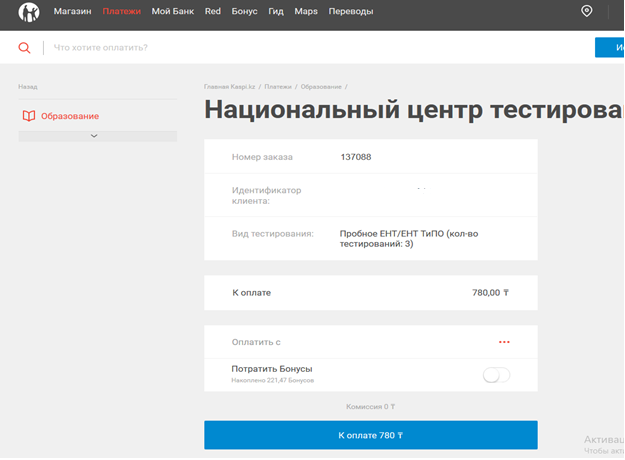 Магазин Платежи Мой Банк Red Бонус Гид Maps Переводы
Что хотите оплатить?
Назад
Образование
Главная Kaspi.kz / Платежи / Образование /
Национальный центр тестирова
Номер заказа 137088
Идентификатор
клиента:
Вид тестирования: Пробное ЕНТ/ЕНТ ТиПО (кол-во
тестирований: 3)
К оплате 780,00 ₸
Оплатить с
Потратить Бонусы
Накоплено 221,47 Бонусов
Комиссия 0 ₸
К оплате 780 ₸
Активац
Чтобы акти